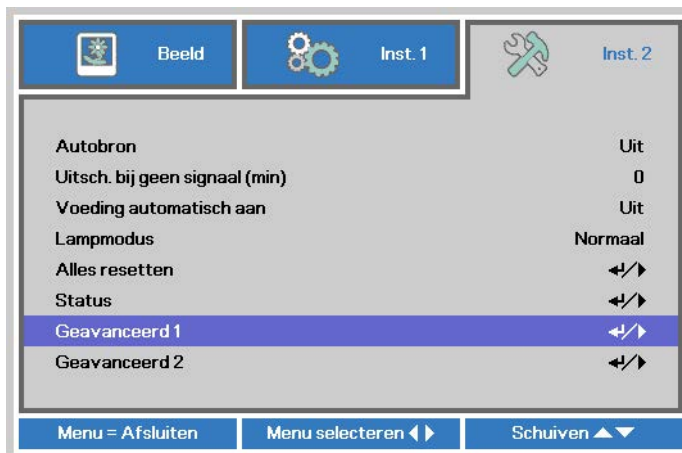 Beeld Inst. 1 Inst. 2
Autobron Uit
Uitsch. bij geen signaal (min) 0
Voeding automatisch aan Uit
Lampmodus Normaal
Alles resetten ↲/▶
Status ↲/▶
Geavanceerd 1 ↲/▶
Geavanceerd 2 ↲/▶
Menu = Afsluiten Menu selecteren ◀▶ Schuiven ▲▼